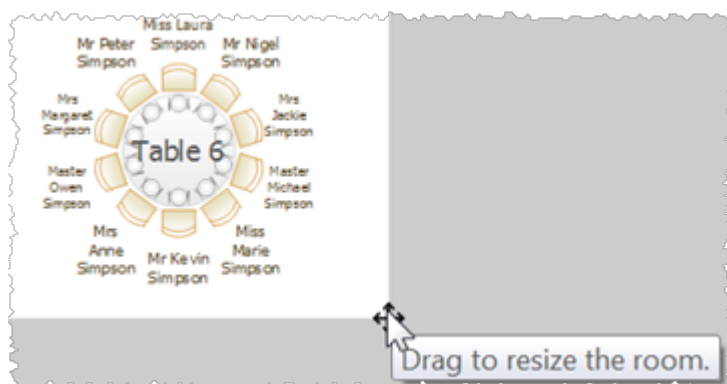 Miss Laura
Simpson
Mr Peter
Simpson
Mr Nigel
Simpson
Mrs
Margaret
Simpson
Mrs
Jackie
Simpson
Table 6
Master
Owen
Simpson
Master
Michael
Simpson
Mrs
Anne
Simpson
Mr Kevin
Simpson
Miss
Marie
Simpson
Drag to resize the room.